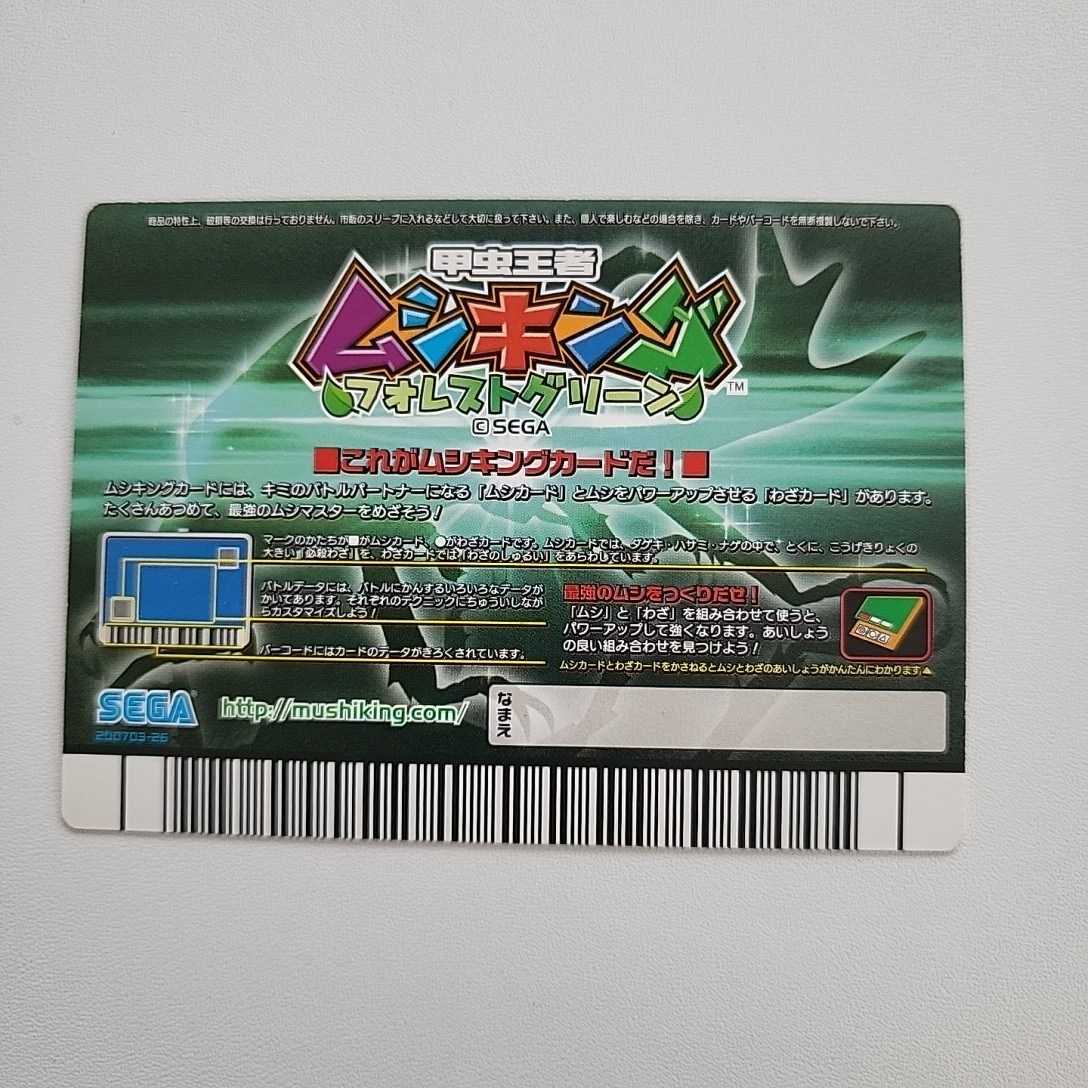 商品の特性上、破損等の交換は行っておりません。市販のスリーブに入れるなどして大切に扱って下さい。また、個人で楽しむなどの場合を除き、カードやバーコードを無断複製しないで下さい。
甲虫王者
ムシキング
フォレストグリーン
TM
©SEGA
■これがムシキングカードだ！■
ムシキングカードには、キミのバトルパートナーになる「ムシカード」とムシをパワーアップさせる「わざカード」があります。
たくさんあつめて、最強のムシマスターをめざそう！
マークのかたちが■がムシカード、●がわざカードです。ムシカードでは、ダゲキ・ハサミ・ナゲの中で、とくに、こうげきりょくの
大きい「必殺わざ」を、わざカードでは「わざのしゅるい」をあらわしています。
バトルデータには、バトルにかんするいろいろなデータが
かいてあります。それぞれのテクニックにちゅういしなが
らカスタマイズしよう！
バーコードにはカードのデータがきろくされています。
最強のムシをつくりだせ！
「ムシ」と「わざ」を組み合わせて使うと、
パワーアップして強くなります。あいしょう
の良い組み合わせを見つけよう！
ムシカードとわざカードをかさねるとムシとわざのあいしょうがかんたんにわかります▲
SEGA®
200703-26
http://mushiking.com/
なまえ